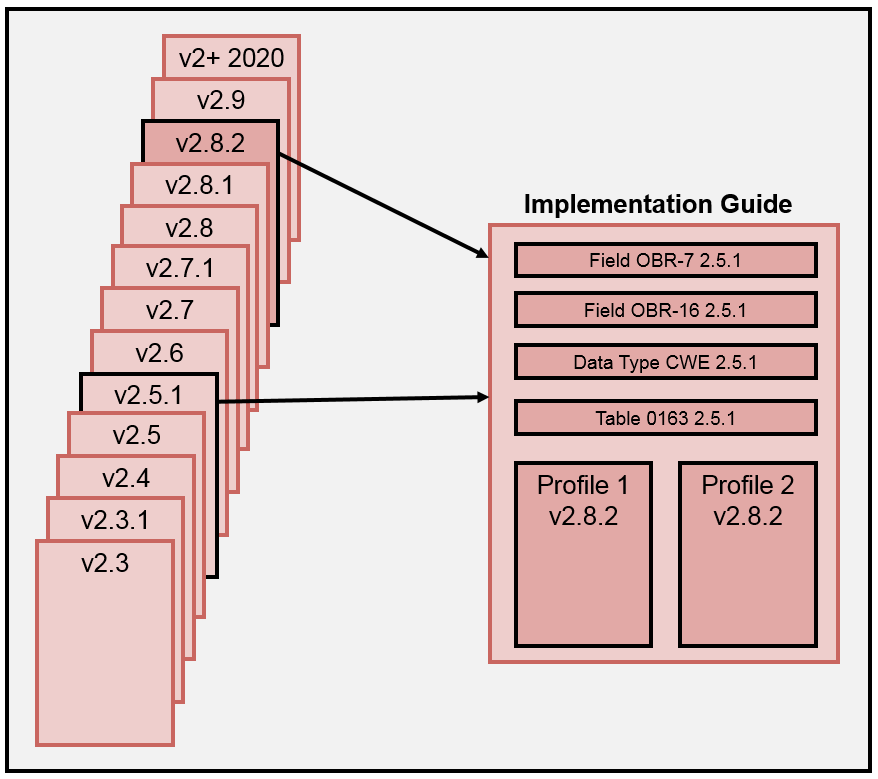 v2+ 2020
v2.9
v2.8.2
v2.8.1
v2.8
v2.7.1
v2.7
v2.6
v2.5.1
v2.5
v2.4
v2.3.1
v2.3
Implementation Guide
Field OBR-7 2.5.1
Field OBR-16 2.5.1
Data Type CWE 2.5.1
Table 0163 2.5.1
Profile 1
v2.8.2
Profile 2
v2.8.2